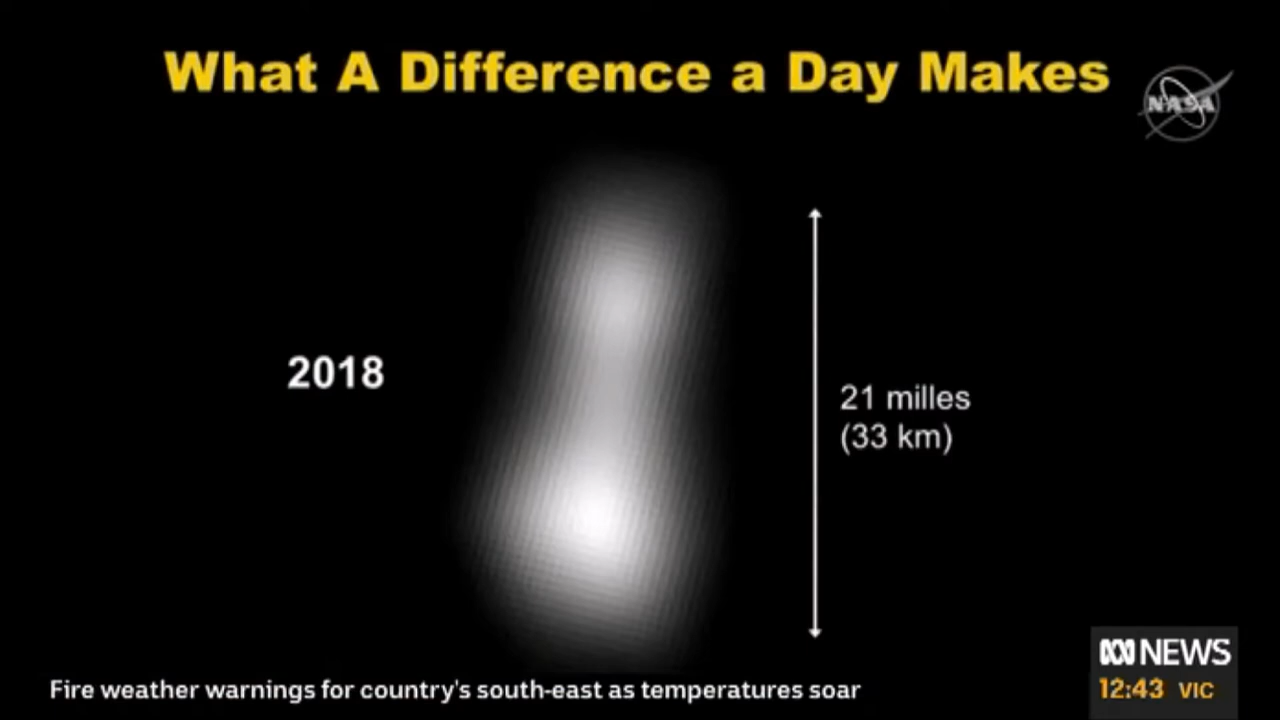 What A Difference a Day Makes
NASA
2018
21 milles
(33 km)
NEWS
12:43 VIC
Fire weather warnings for country's south-east as temperatures soar